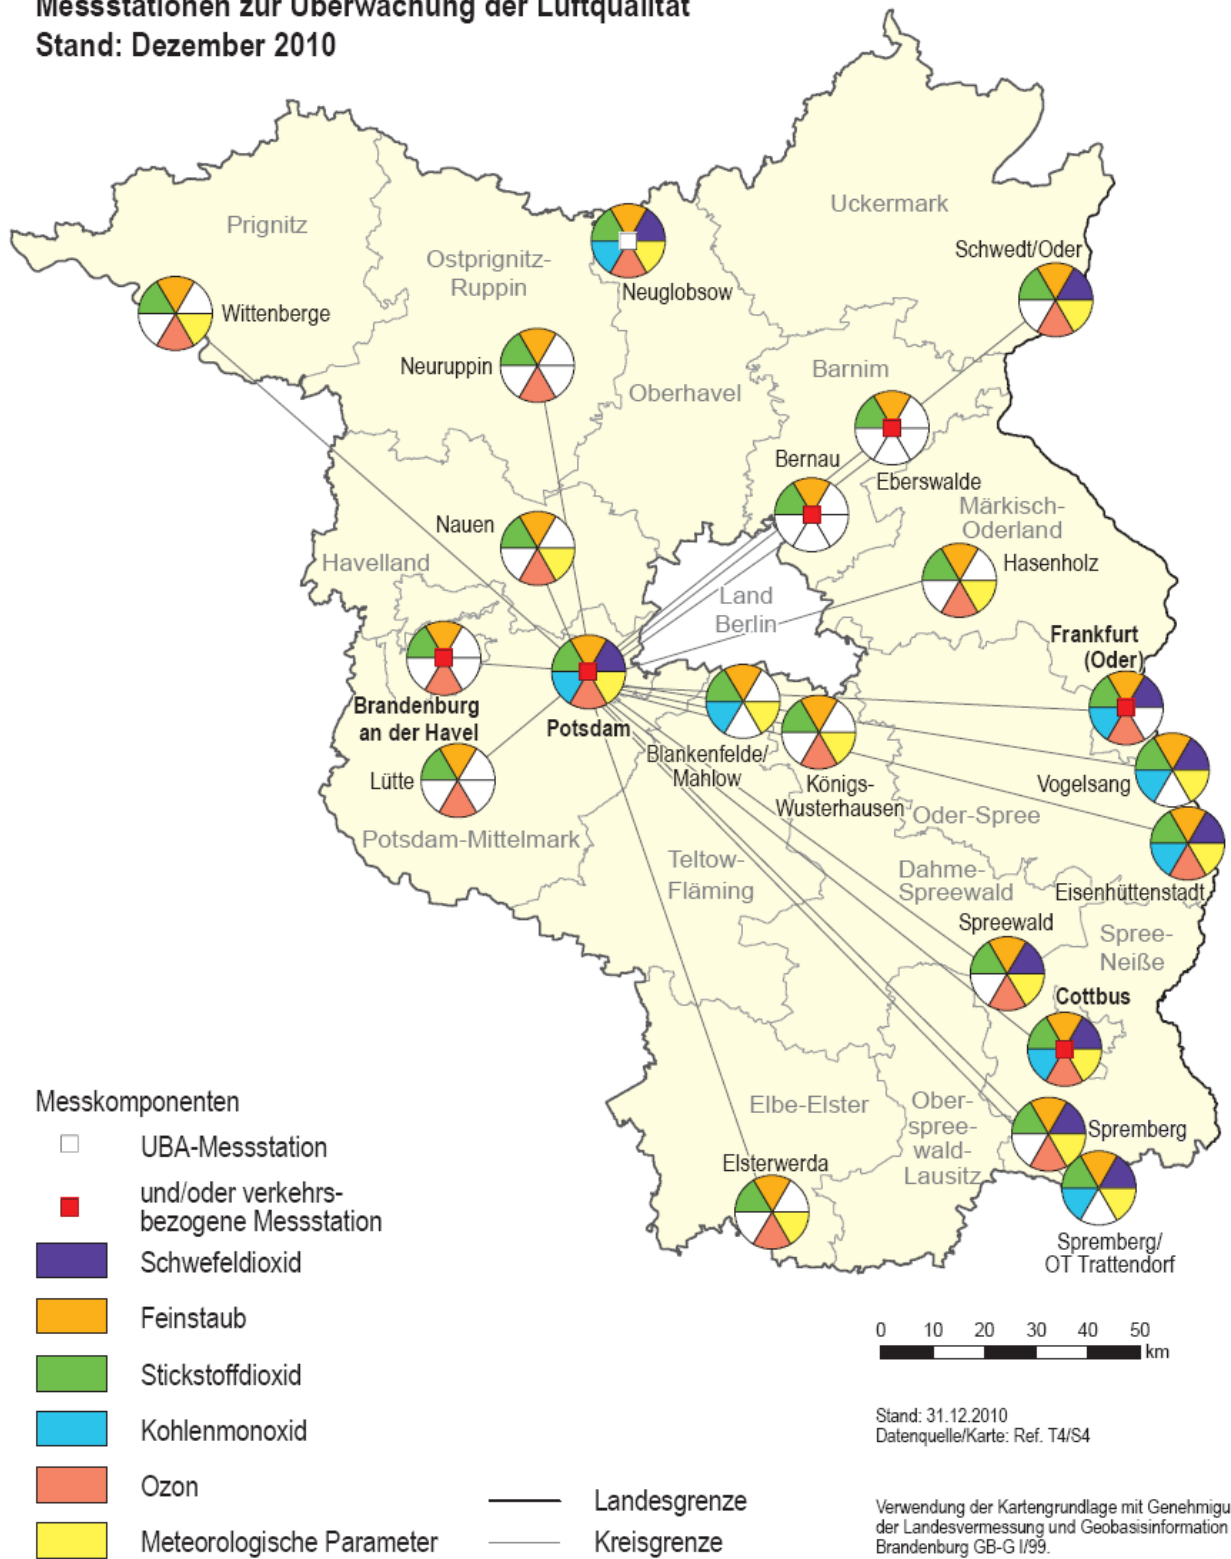 Messstationen zur Überwachung der Luftqualität
Stand: Dezember 2010
Prignitz
Uckermark
Ostprignitz-
Ruppin
Schwedt/Oder
Neuglobsow
Wittenberge
Neuruppin
Oberhavel
Barnim
Bernau
Eberswalde
Märkisch-
Oderland
Nauen
Hasenholz
Havelland
Land
Berlin
Frankfurt
(Oder)
Brandenburg
an der Havel
Potsdam
Blankenfelde/
Mahlow
Lütte
Königs-
Wusterhausen
Vogelsang
Oder-Spree
Potsdam-Mittelmark
Teltow-
Fläming
Dahme-
Spreewald
Eisenhüttenstadt
Spreewald
Spree-
Neiße
Cottbus
Elbe-Elster
Ober-
spree-
wald-
Lausitz
Spremberg
Elsterwerda
Spremberg/
OT Trattendorf
Messkomponenten
UBA-Messstation
und/oder verkehrs-
bezogene Messstation
Schwefeldioxid
Feinstaub
Stickstoffdioxid
Kohlenmonoxid
Ozon
Meteorologische Parameter
Landesgrenze
Kreisgrenze
0 10 20 30 40 50
km
Stand: 31.12.2010
Datenquelle/Karte: Ref. T4/S4
Verwendung der Kartengrundlage mit Genehmigu
der Landesvermessung und Geobasisinformation
Brandenburg GB-G I/99.